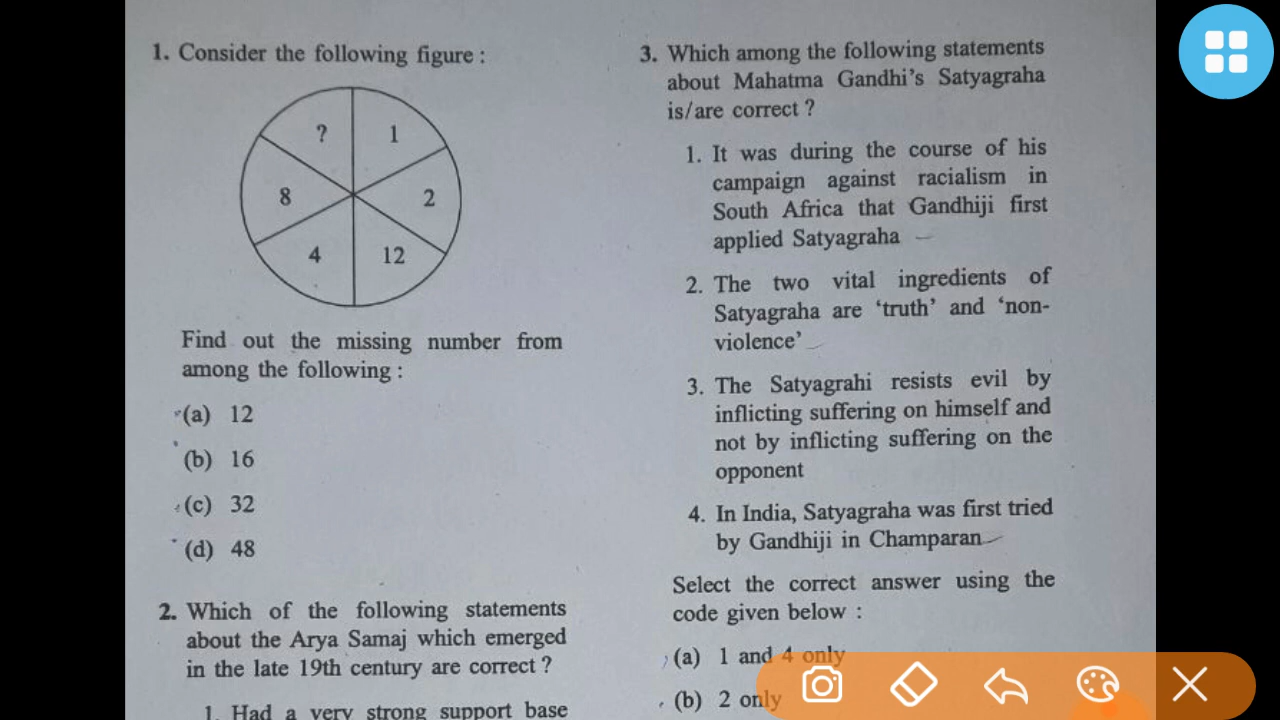 1. Consider the following figure :
?
1
8
2
4
12
Find out the missing number from
among the following :
(a) 12
(b) 16
(c) 32
(d) 48
2. Which of the following statements
about the Arya Samaj which emerged
in the late 19th century are correct ?
1. Had a very strong support base
3. Which among the following statements
about Mahatma Gandhi's Satyagraha
is/are correct ?
1. It was during the course of his
campaign against racialism in
South Africa that Gandhiji first
applied Satyagraha
2. The two vital ingredients of
Satyagraha are 'truth' and 'non-
violence'
3. The Satyagrahi resists evil by
inflicting suffering on himself and
not by inflicting suffering on the
opponent
4. In India, Satyagraha was first tried
by Gandhiji in Champaran
Select the correct answer using the
code given below :
(a) 1 and 4 only
(b) 2 only